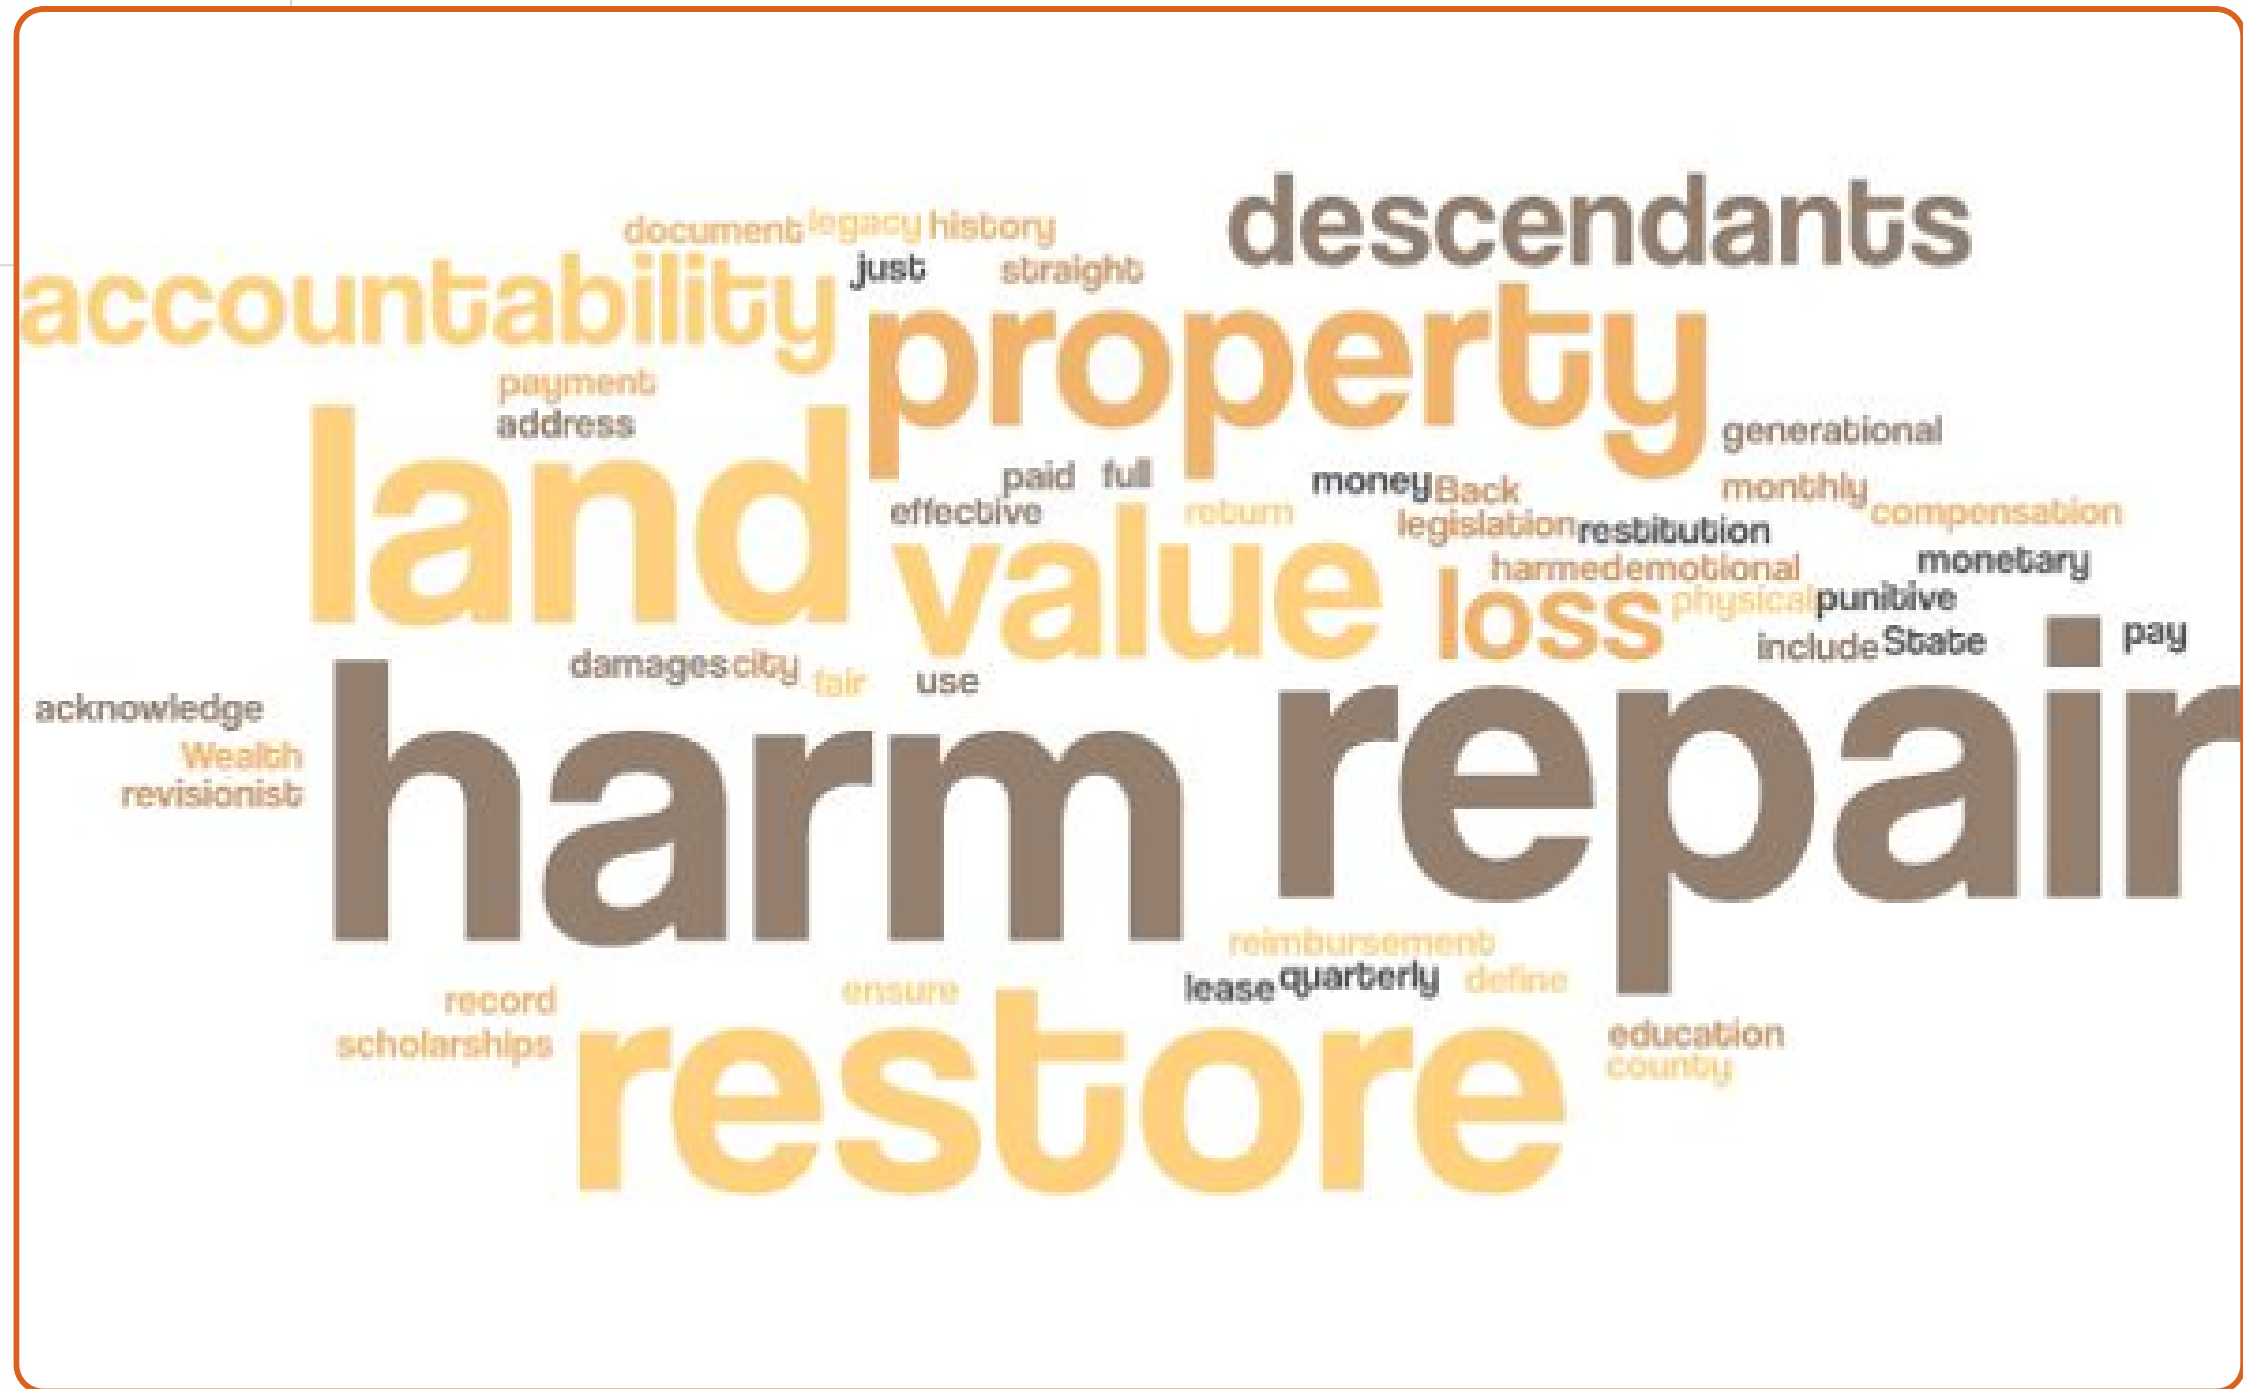 descendants
document legacy history
just straight
accountability
property
payment
address
generational
land
paid full
money Back
monthly
effective
return
compensation
legislation restitution
value
harmed emotional
monetary
loss
physical punitive
include State
pay
damages city fair use
acknowledge
Wealth
revisionist
harm
repair
reimbursement
lease quarterly define
record
ensure
scholarships
restore
education
county